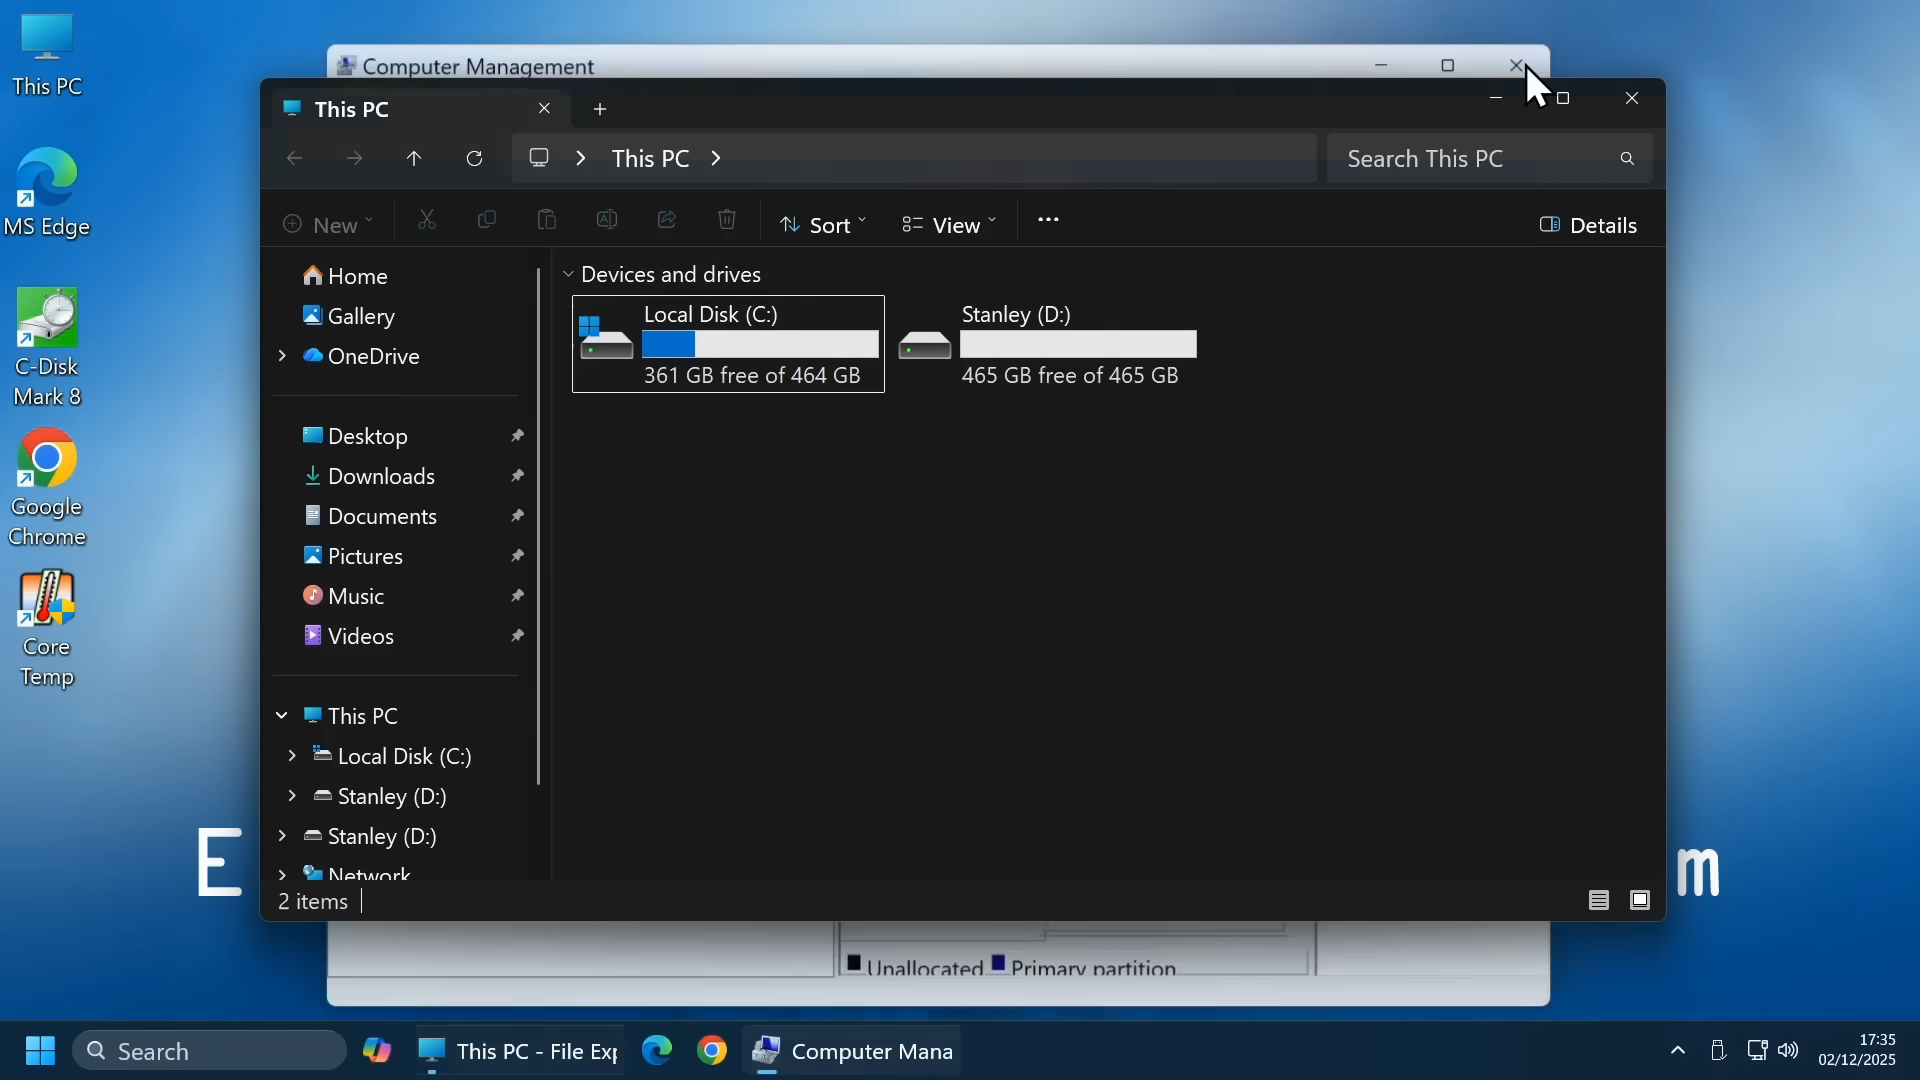 This PC
MS Edge
C-Disk
Mark 8
Google
Chrome
Core
Temp
Computer Management
This PC
This PC
Search This PC
New
Sort
View
Details
Home
Gallery
OneDrive
Desktop
Downloads
Documents
Pictures
Music
Videos
This PC
Local Disk (C:)
Stanley (D:)
Stanley (D:)
Network
Devices and drives
Local Disk (C:)
361 GB free of 464 GB
Stanley (D:)
465 GB free of 465 GB
2 items
E
m
Unallocated
Primary partition
Search
This PC - File Exp
Computer Mana
17:35
02/12/2025